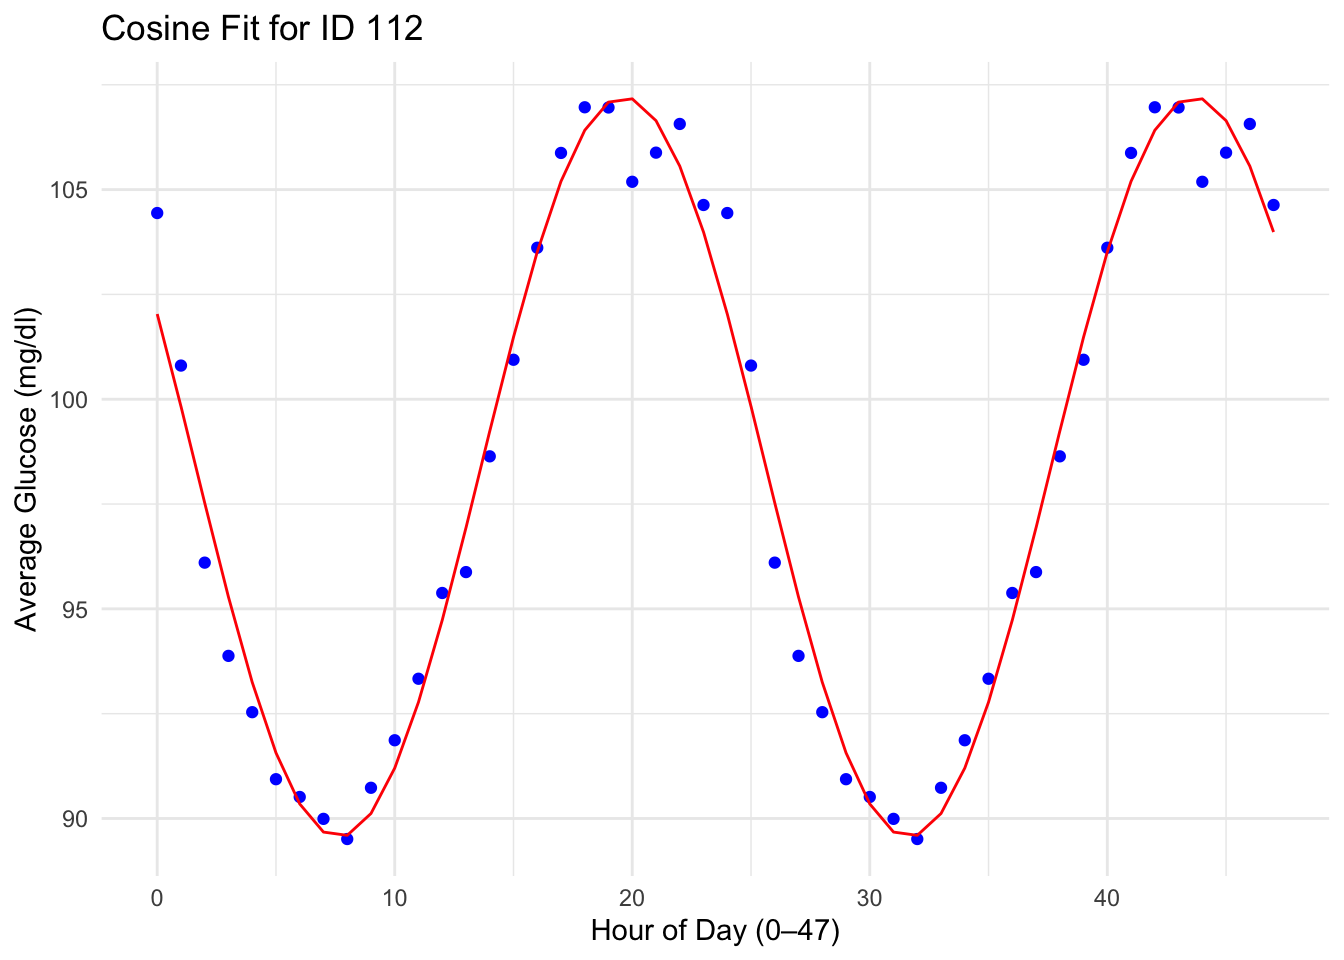 Cosine Fit for ID 112
Average Glucose (mg/dl)
105
100
95
90
0 10 20 30 40
Hour of Day (0–47)